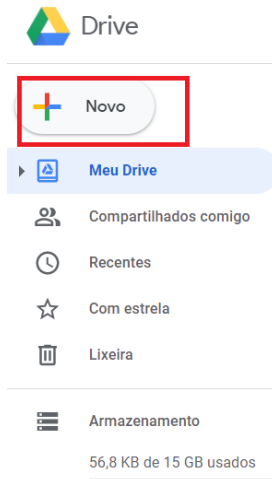 Drive
Novo
Meu Drive
Compartilhados comigo
Recentes
Com estrela
Lixeira
Armazenamento
56,8 KB de 15 GB usados